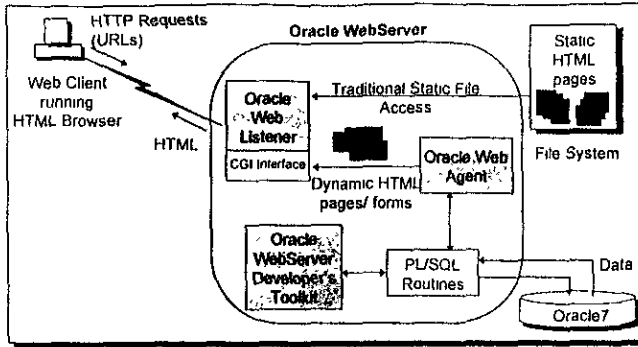 HTTP Requests
(URLs)
Web Client
running
HTML Browser
HTML
Oracle WebServer
Oracle
Web
Listener
CGI Interface
Traditional Static File
Access
Static
HTML
pages
File System
Dynamic HTML
pages/ forms
Oracle Web
Agent
Oracle
WebServer
Developer's
Toolkit
PL/SQL
Routines
Data
Oracle7